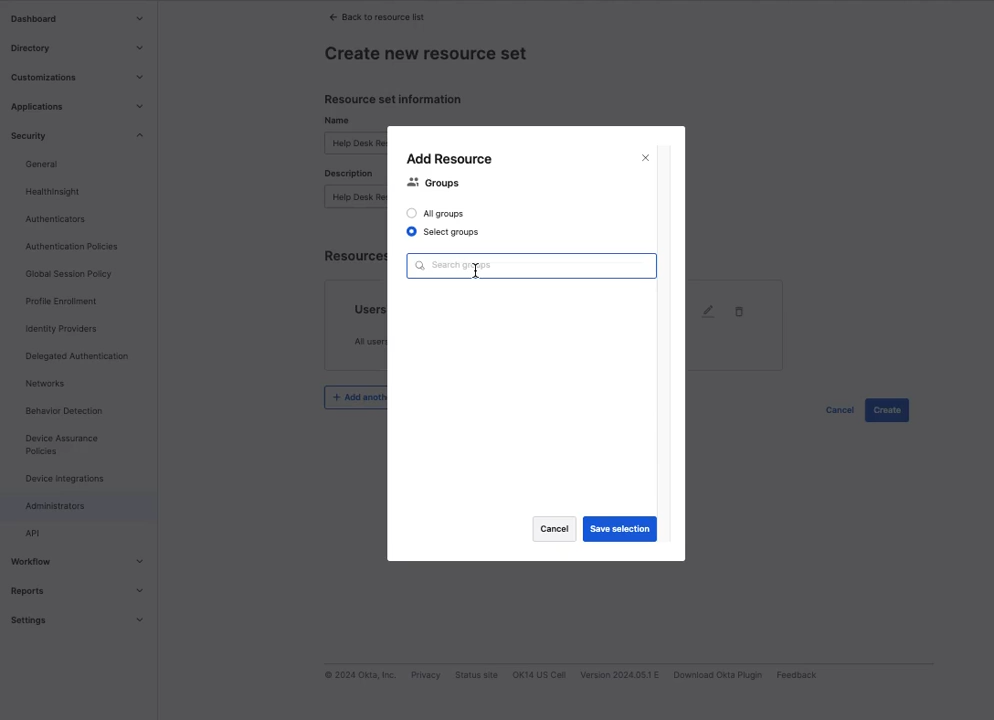 Dashboard
Directory
Customizations
Applications
Security
General
HealthInsight
Authenticators
Authentication Policies
Global Session Policy
Profile Enrollment
Identity Providers
Delegated Authentication
Networks
Behavior Detection
Device Assurance
Policies
Device Integrations
Administrators
API
Workflow
Reports
Settings
Back to resource list
Create new resource set
Resource set information
Name
Help Desk Re
Description
Help Desk Re
Resources
Users
All users
+ Add anoth
Cancel
Create
Add Resource
Groups
All groups
Select groups
Search groups
Cancel
Save selection
© 2024 Okta, Inc.
Privacy
Status site
OK14 US Cell
Version 2024.05.1 E
Download Okta Plugin
Feedback